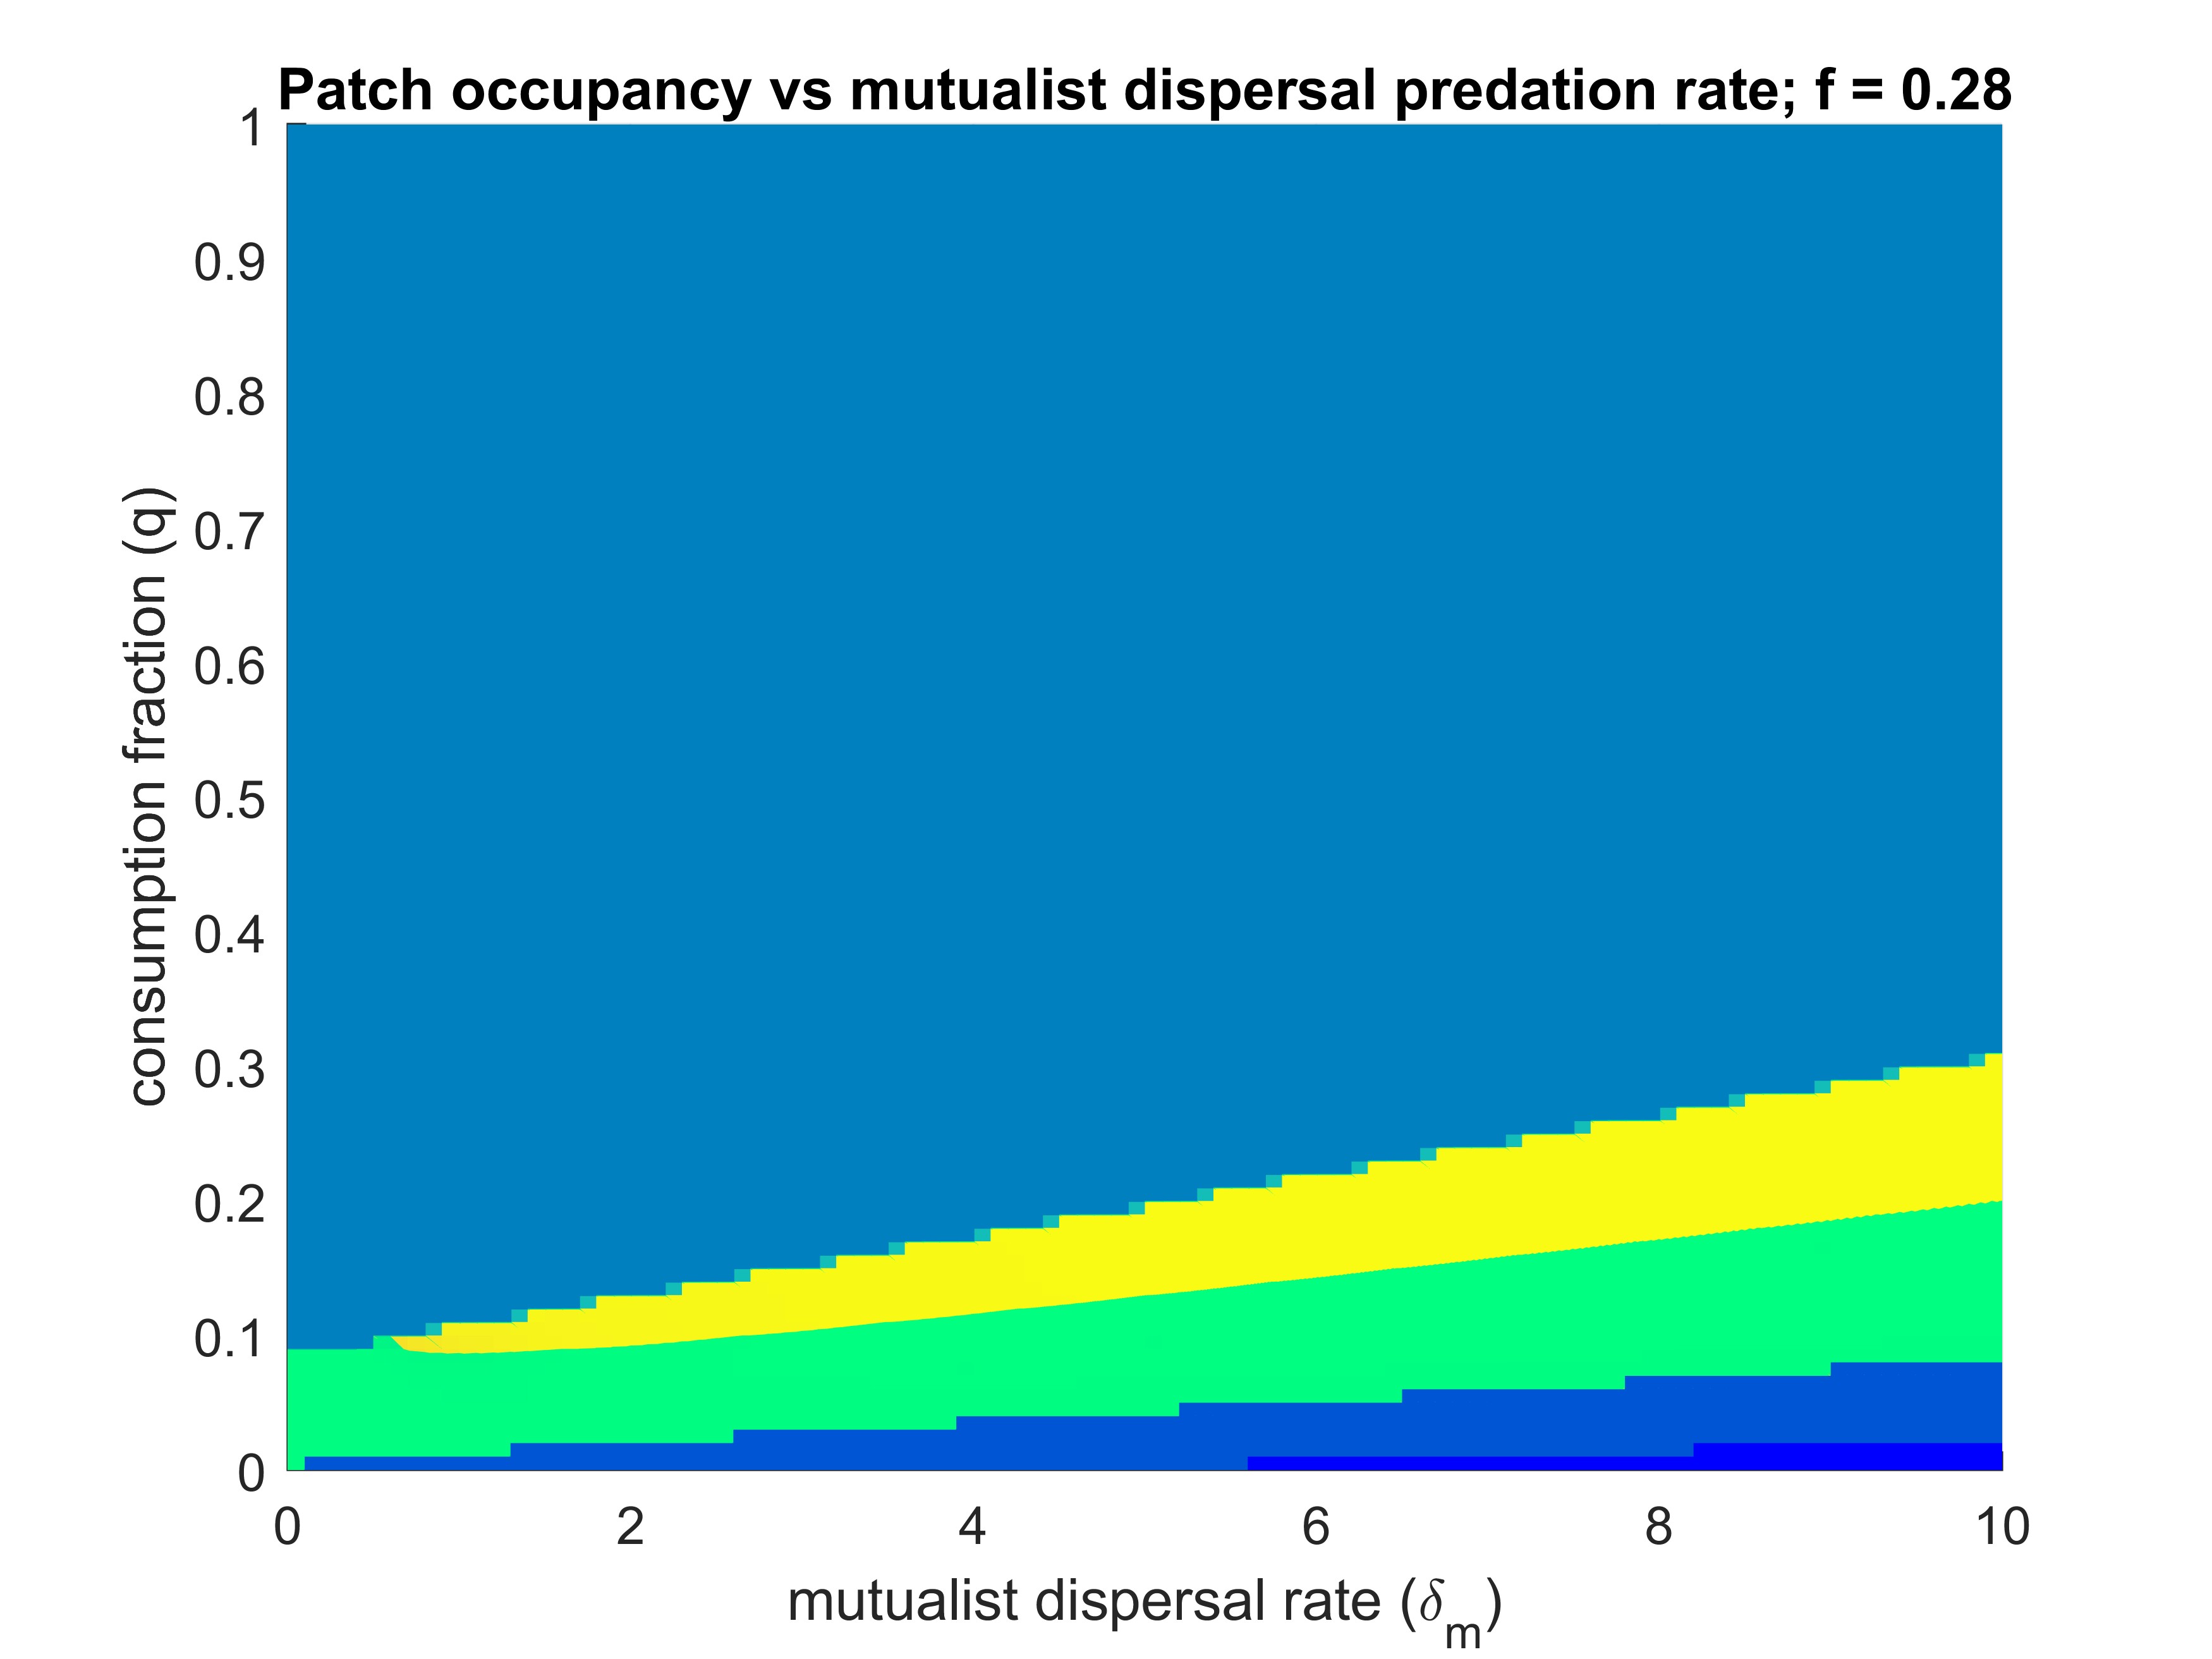 Patch occupancy vs mutualist dispersal predation rate; f = 0.28
1
0.9
0.8
0.7
0.6
0.5
0.4
0.3
0.2
0.1
0
consumption fraction (q)
0 2 4 6 8 10
mutualist dispersal rate (δm)